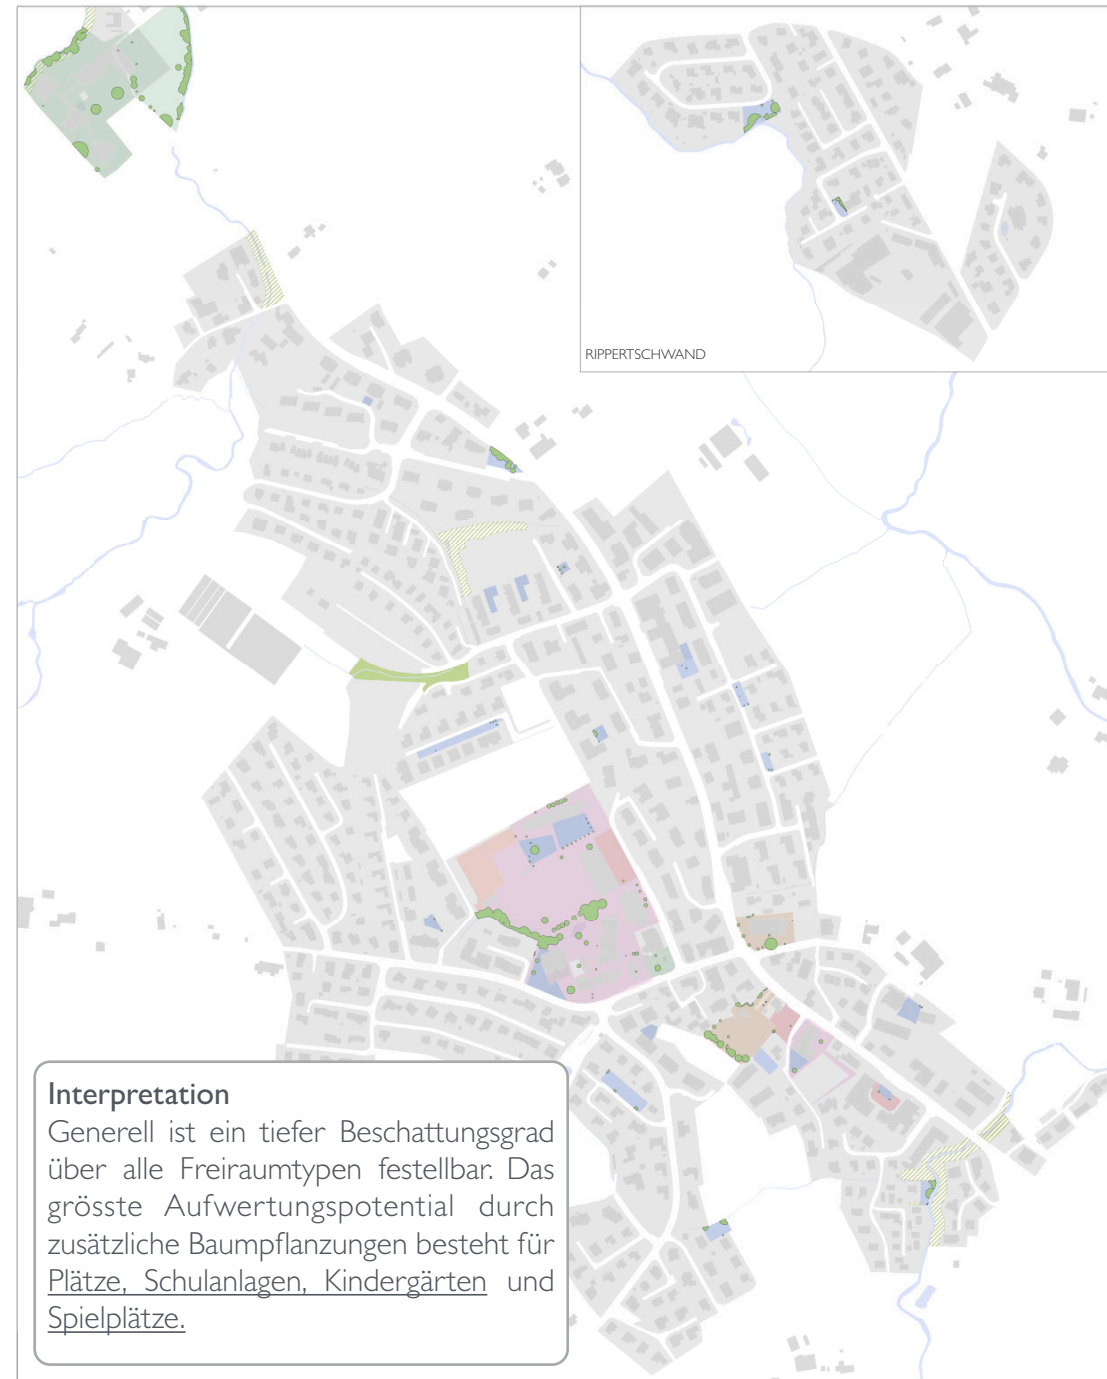 RIPPERTSCHWAND
Interpretation
Generell ist ein tiefer Beschattungsgrad
über alle Freiraumtypen festellbar. Das
grösste Aufwertungspotential durch
zusätzliche Baumpflanzungen besteht für
Plätze, Schulanlagen, Kindergärten und
Spielplätze.